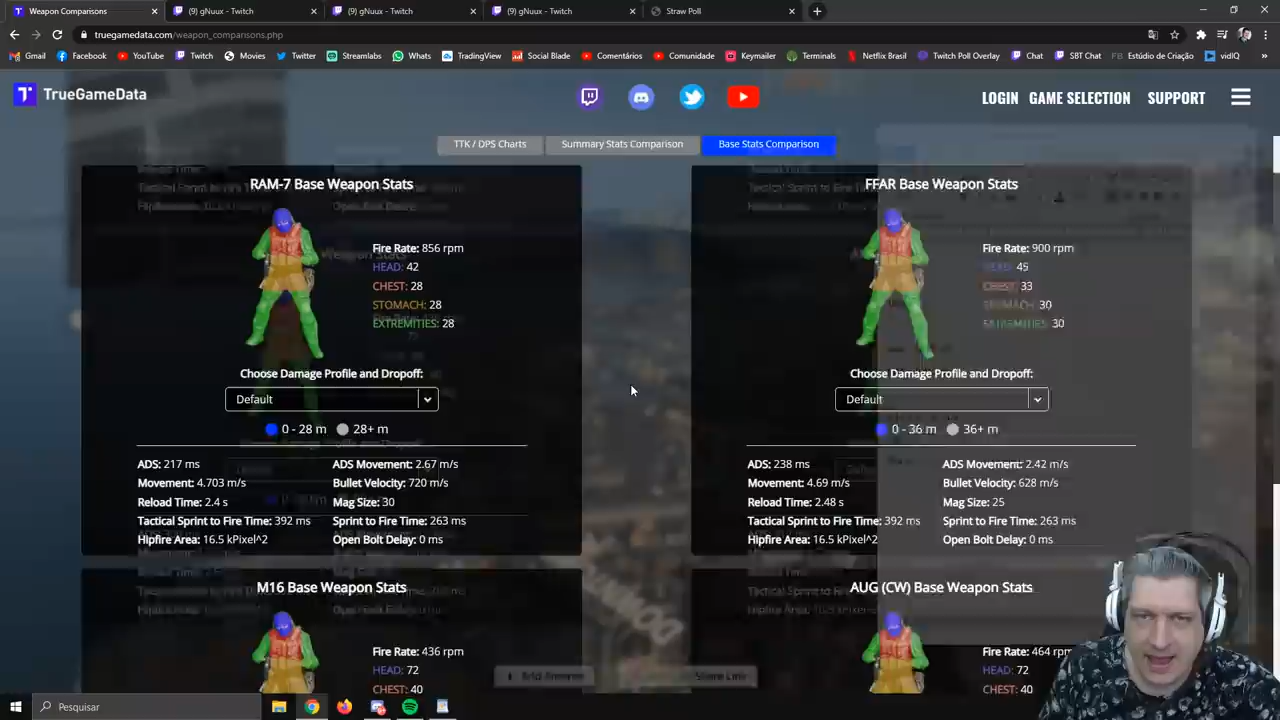 Weapon Comparisons
(9) gNuux - Twitch
(9) gNuux - Twitch
(9) gNuux - Twitch
Straw Poll
truegamedata.com/weapon_comparisons.php
Gmail
Facebook
YouTube
Twitch
Movies
Twitter
Streamlabs
Whats
TradingView
Social Blade
Comentários
Comunidade
Keymailer
Terminals
Netflix Brasil
Twitch Poll Overlay
Chat
SBT Chat
Estúdio de Criação
vidIQ
TrueGameData
LOGIN
GAME SELECTION
SUPPORT
TTK / DPS Charts
Summary Stats Comparison
Base Stats Comparison
RAM-7 Base Weapon Stats
Fire Rate: 856 rpm
HEAD: 42
CHEST: 28
STOMACH: 28
EXTREMITIES: 28
Choose Damage Profile and Dropoff:
Default
0 - 28 m
28+ m
ADS: 217 ms
ADS Movement: 2.67 m/s
Movement: 4.703 m/s
Bullet Velocity: 720 m/s
Reload Time: 2.4 s
Mag Size: 30
Tactical Sprint to Fire Time: 392 ms
Sprint to Fire Time: 263 ms
Hipfire Area: 16.5 kPixel^2
Open Bolt Delay: 0 ms
FFAR Base Weapon Stats
Fire Rate: 900 rpm
HEAD: 45
CHEST: 33
STOMACH: 30
EXTREMITIES: 30
Choose Damage Profile and Dropoff:
Default
0 - 36 m
36+ m
ADS: 238 ms
ADS Movement: 2.42 m/s
Movement: 4.69 m/s
Bullet Velocity: 628 m/s
Reload Time: 2.48 s
Mag Size: 25
Tactical Sprint to Fire Time: 392 ms
Sprint to Fire Time: 263 ms
Hipfire Area: 16.5 kPixel^2
Open Bolt Delay: 0 ms
M16 Base Weapon Stats
Fire Rate: 436 rpm
HEAD: 72
CHEST: 40
AUG (CW) Base Weapon Stats
Fire Rate: 464 rpm
HEAD: 72
CHEST: 40
Pesquisar